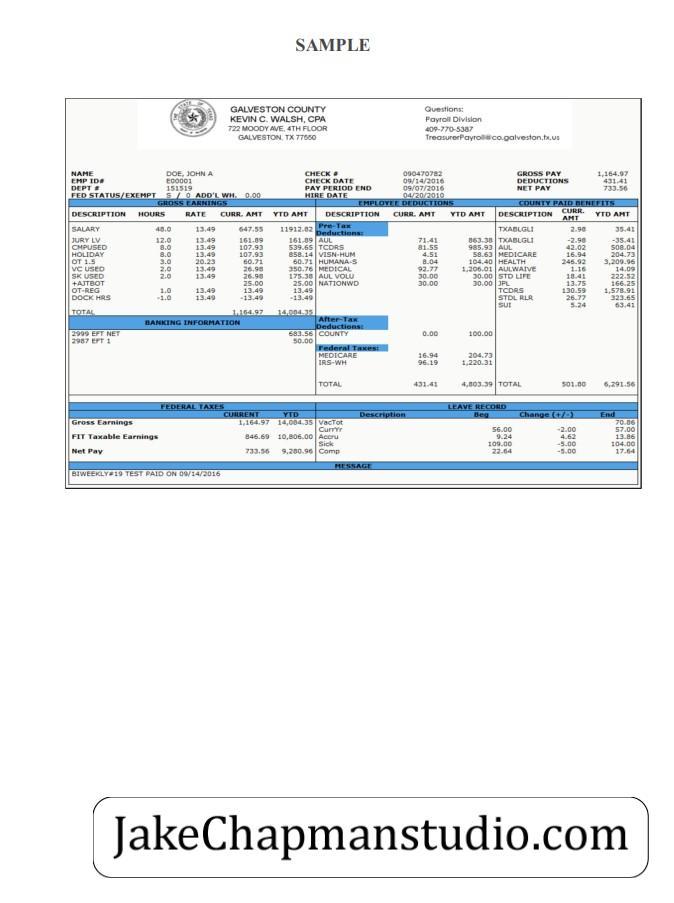 SAMPLE
GALVESTON COUNTY
KEVIN C. WALSH, CPA
722 MOODY AVE, 4TH FLOOR
GALVESTON, TX 77550
Questions:
Payroll Division
409-770-5387
TreasurerPayroll@co.galveston.tx.us
NAME DOE, JOHN A CHECK # 090470782 GROSS PAY 1,164.97
EMP ID# E00001 CHECK DATE 09/14/2016 DEDUCTIONS 431.41
DEPT # 151519 PAY PERIOD END 09/07/2016 NET PAY 733.56
FED STATUS/EXEMPT S / 0 ADD'L WH. 0.00 HIRE DATE 04/20/2010
GROSS EARNINGS
DESCRIPTION HOURS RATE CURR. AMT YTD AMT
SALARY 48.0 13.49 647.55 11912.82
JURY LV 12.0 13.49 161.89 161.89
CMPUSED 8.0 13.49 107.93 539.65
HOLIDAY 8.0 13.49 107.93 858.14
OT 1.5 3.0 20.23 60.71 60.71
VC USED 2.0 13.49 26.98 350.76
SK USED 2.0 13.49 26.98 175.38
+AJTBOT 25.00 25.00
OT-REG 1.0 13.49 13.49 13.49
DOCK HRS -1.0 13.49 -13.49 -13.49
TOTAL 1,164.97 14,084.35
BANKING INFORMATION
2999 EFT NET 683.56
2987 EFT 1 50.00
EMPLOYEE DEDUCTIONS
DESCRIPTION CURR. AMT YTD AMT
Pre-Tax
Deductions:
AUL 71.41 863.38
TCDRS 81.55 985.93
VISN-HUM 4.51 58.63
HUMANA-S 8.04 104.40
MEDICAL 92.77 1,206.01
AUL VOLU 30.00 30.00
NATIONWD 30.00 30.00
After-Tax
Deductions:
COUNTY 0.00 100.00
Federal Taxes:
MEDICARE 16.94 204.73
IRS-WH 96.19 1,220.31
TOTAL 431.41 4,803.39
COUNTY PAID BENEFITS
DESCRIPTION CURR. AMT YTD AMT
TXABLGLI 2.98 35.41
TXABLGLI -2.98 -35.41
MEDICARE 16.94 204.73
AUL 42.02 508.04
HEALTH 246.92 3,209.96
AULWAIVE 1.16 14.09
STD LIFE 18.41 222.52
JPL 13.75 166.25
TCDRS 130.59 1,578.91
STDL RLR 26.77 323.65
SUI 5.24 63.41
TOTAL 501.80 6,291.56
FEDERAL TAXES
CURRENT YTD
Gross Earnings 1,164.97 14,084.35
FIT Taxable Earnings 846.69 10,806.00
Net Pay 733.56 9,280.96
LEAVE RECORD
Description Beg Change (+/-) End
VacTot 70.86
CurrYr 56.00 -2.00 57.00
Accru 9.24 4.62 13.86
Sick 109.00 -5.00 104.00
Comp 22.64 -5.00 17.64
MESSAGE
BIWEEKLY#19 TEST PAID ON 09/14/2016
JakeChapmanstudio.com